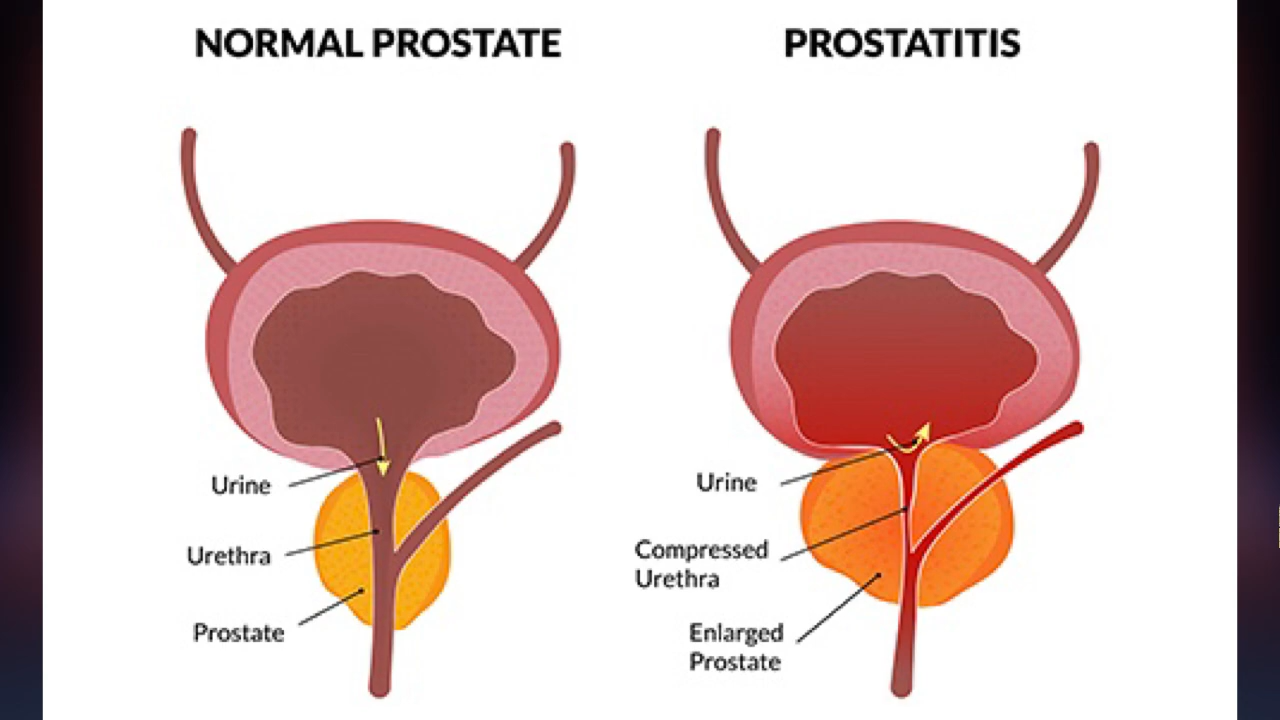 NORMAL PROSTATE
Urine
Urethra
Prostate
PROSTATITIS
Urine
Compressed
Urethra
Enlarged
Prostate